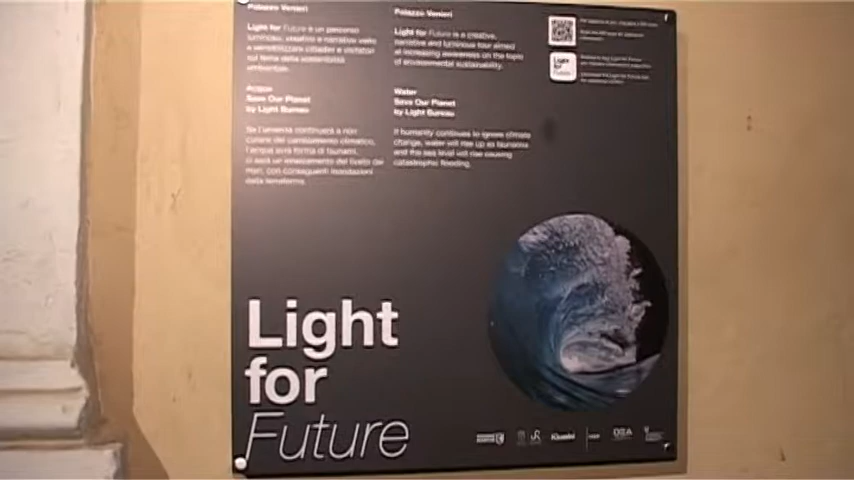 Palazzo Venieri
Light for Future è un percorso
luminoso, creativo e narrativo volto
a sensibilizzare cittadini e visitatori
sul tema della sostenibilità
ambientale.
Acqua
Save Our Planet
by Light Bureau
Se l'umanità continuerà a non
curarsi del cambiamento climatico,
l'acqua avrà forma di tsunami,
ci sarà un innalzamento del livello dei
mari, con conseguenti inondazioni
della terraferma.
Palazzo Venieri
Light for Future is a creative,
narrative and luminous tour aimed
at increasing awareness on the topic
of environmental sustainability.
Water
Save Our Planet
by Light Bureau
If humanity continues to ignore climate
change, water will rise up as tsunamis
and the sea level will rise causing
catastrophic flooding.
Light
for
Future
Light
for
Future